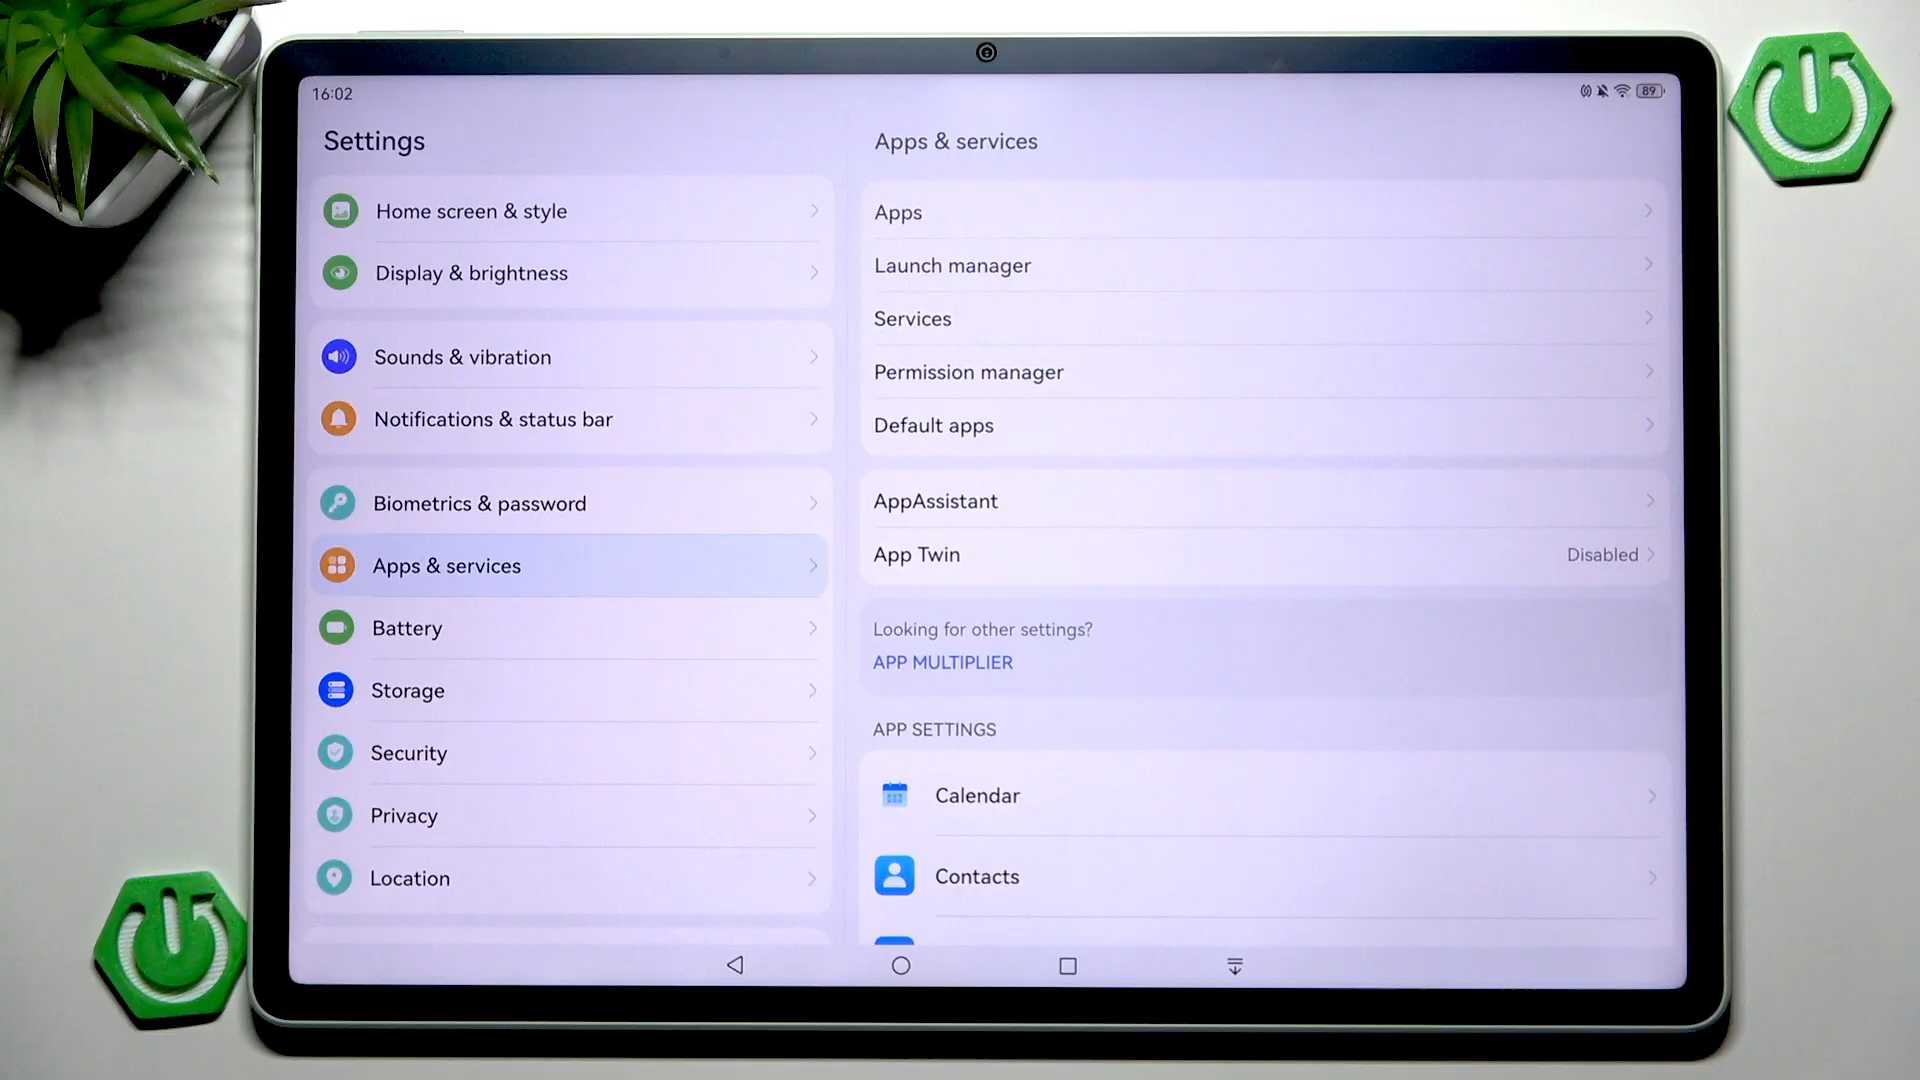 16:02
89
Settings
Home screen & style
Display & brightness
Sounds & vibration
Notifications & status bar
Biometrics & password
Apps & services
Battery
Storage
Security
Privacy
Location
Apps & services
Apps
Launch manager
Services
Permission manager
Default apps
AppAssistant
App Twin
Disabled
Looking for other settings?
APP MULTIPLIER
APP SETTINGS
Calendar
Contacts